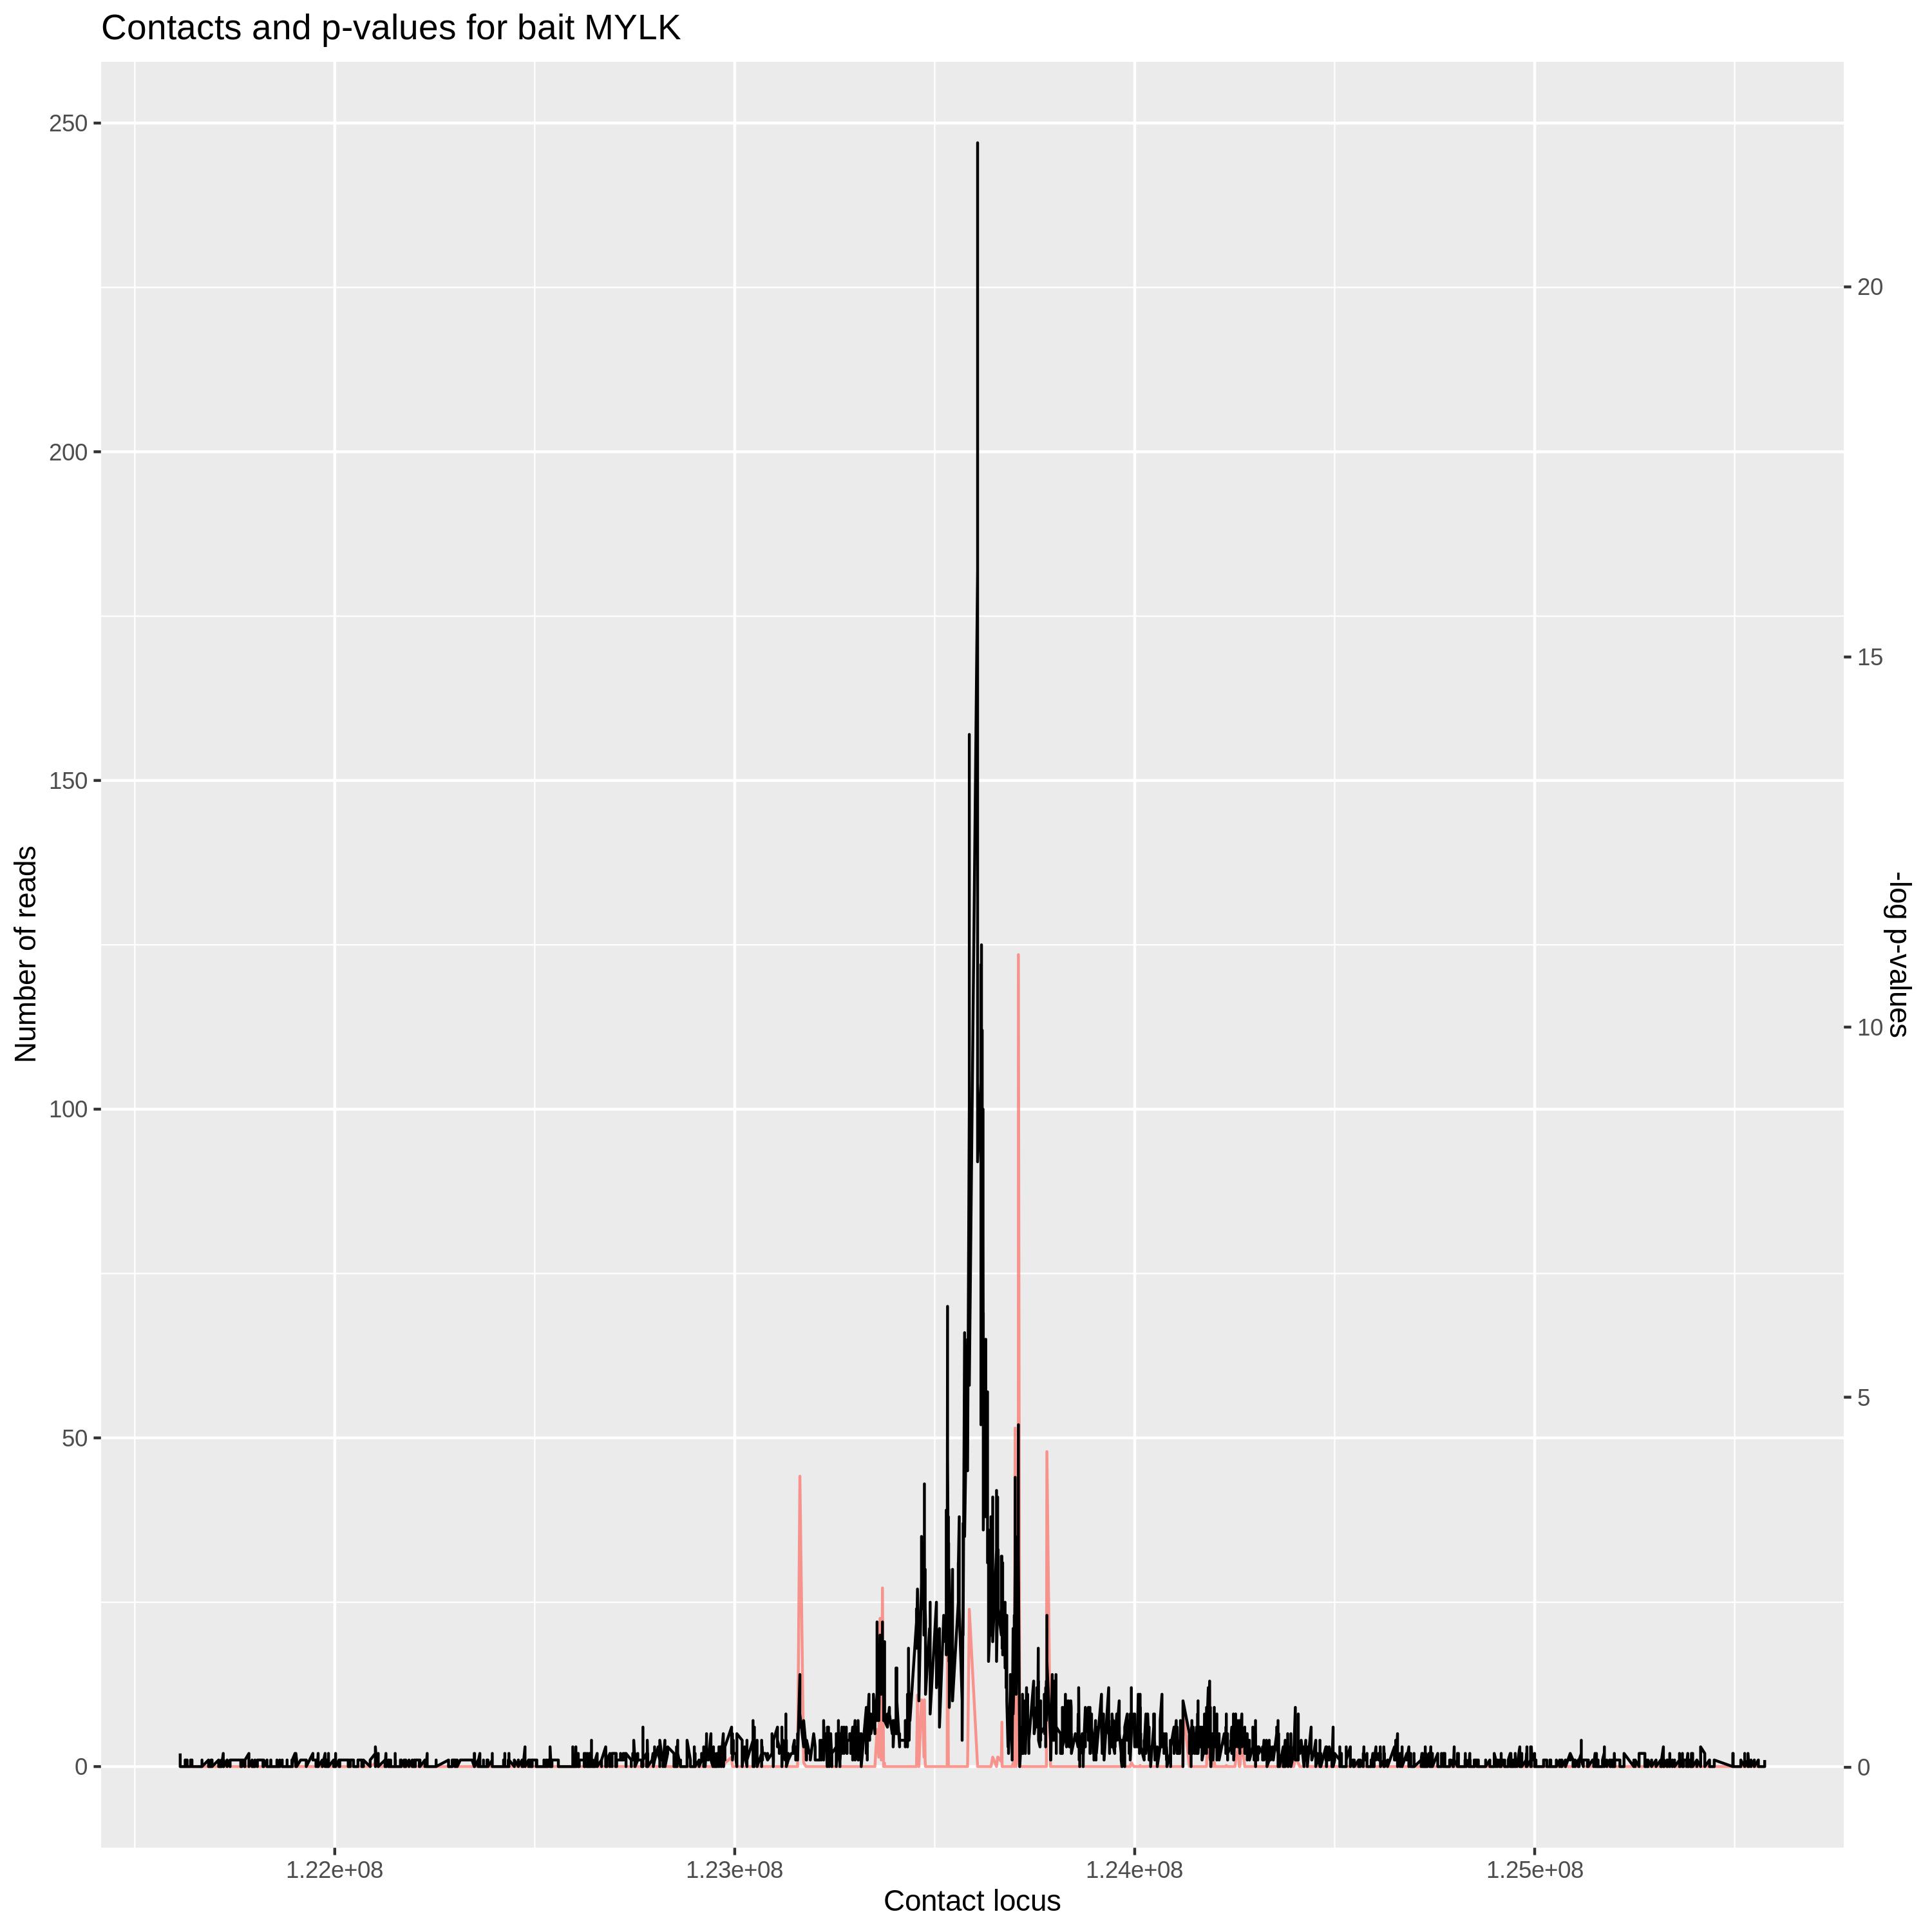 Contacts and p-values for bait MYLK
250
200
150
100
50
0
Number of reads
20
15
10
5
0
-log p-values
1.22e+08
1.23e+08
1.24e+08
1.25e+08
Contact locus